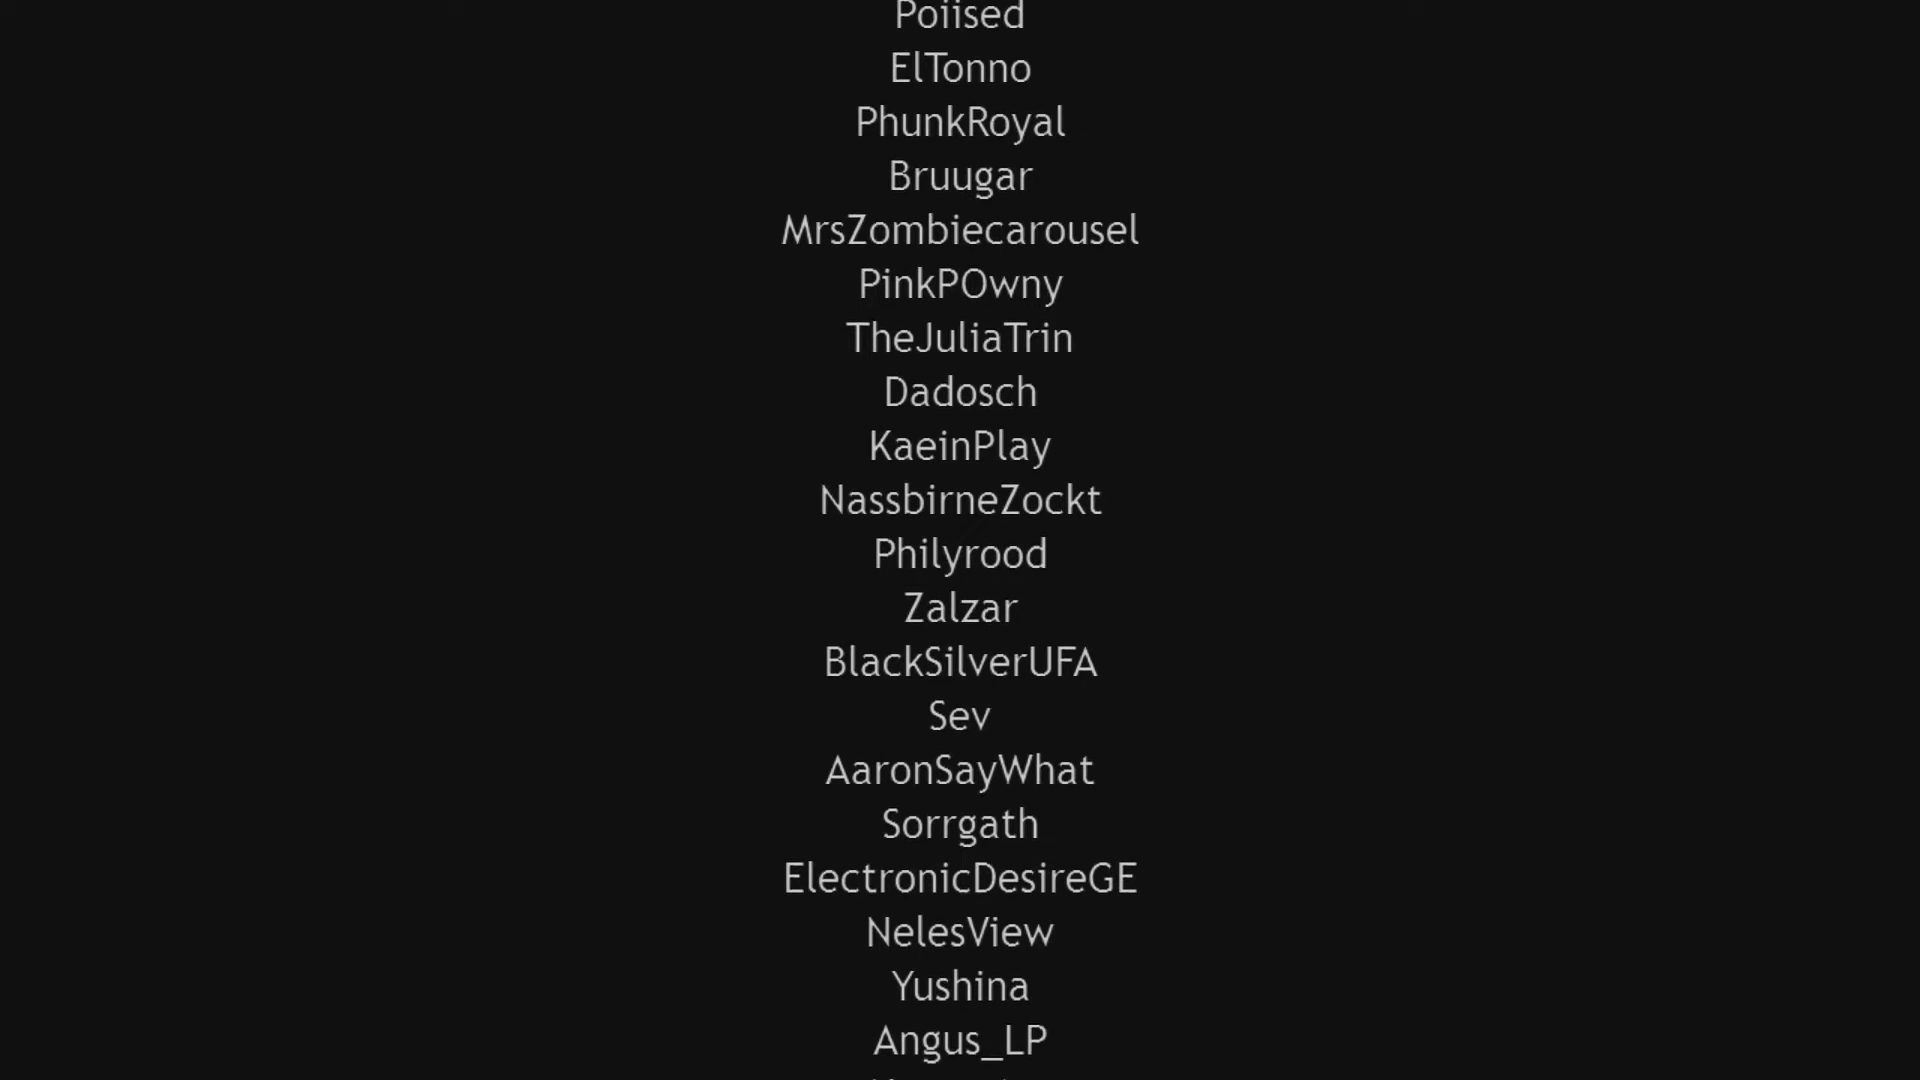 Poiised
ElTonno
PhunkRoyal
Bruugar
MrsZombiecarousel
PinkPOwny
TheJuliaTrin
Dadosch
KaeinPlay
NassbirneZockt
Philyrood
Zalzar
BlackSilverUFA
Sev
AaronSayWhat
Sorrgath
ElectronicDesireGE
NelesView
Yushina
Angus_LP